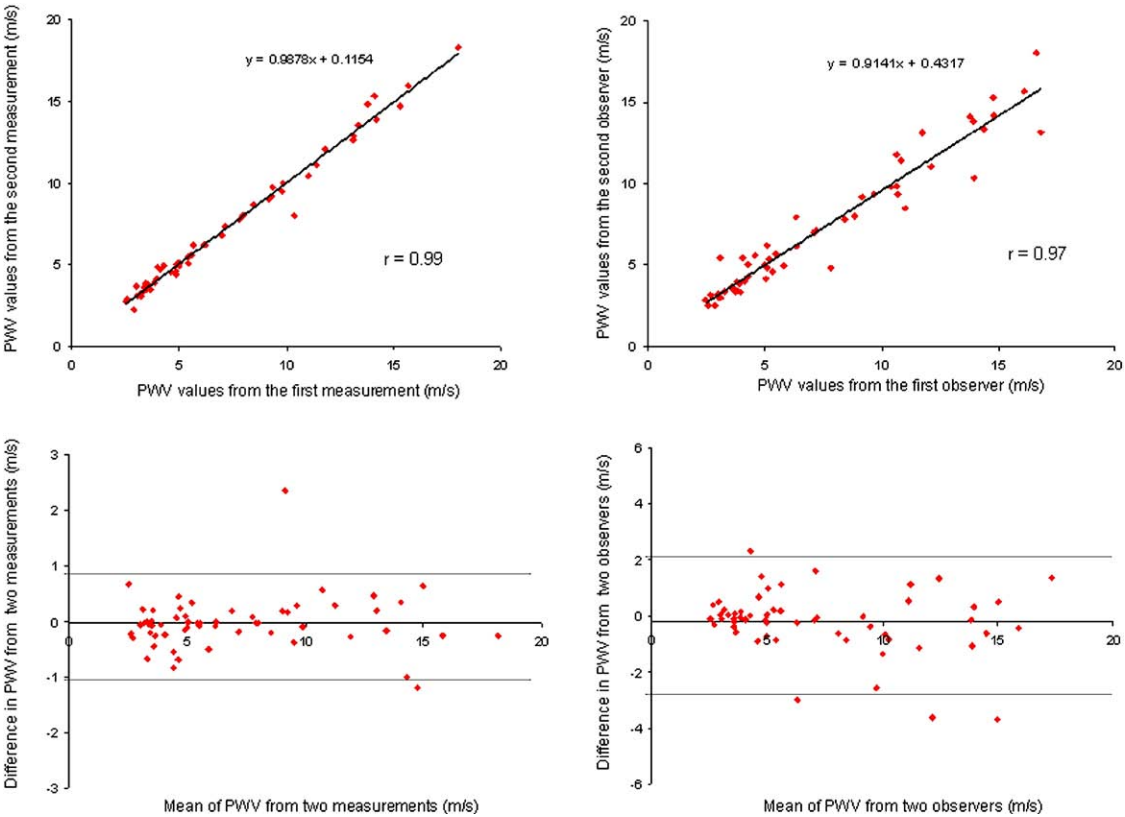 PWV values from the second measurement (m/s)
20
15
10
5
0
y = 0.9878x + 0.1154
r = 0.99
0 5 10 15 20
PWV values from the first measurement (m/s)
PWV values from the second observer (m/s)
20
15
10
5
0
y = 0.9141x + 0.4317
r = 0.97
0 5 10 15 20
PWV values from the first observer (m/s)
Difference in PWV from two measurements (m/s)
3
2
1
0
-1
-2
-3
0 5 10 15 20
Mean of PWV from two measurements (m/s)
Difference in PWV from two observers (m/s)
6
4
2
0
-2
-4
-6
0 5 10 15 20
Mean of PWV from two observers (m/s)